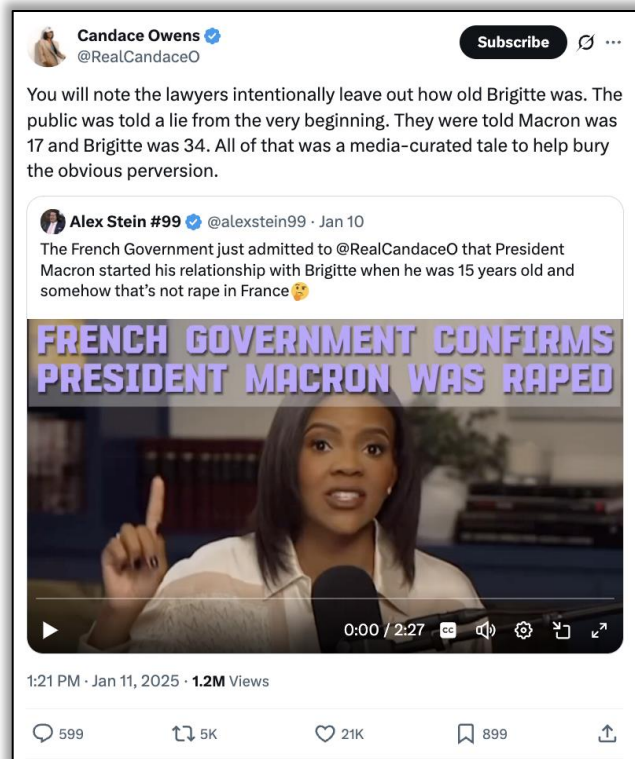 Candace Owens
@RealCandaceO
Subscribe
You will note the lawyers intentionally leave out how old Brigitte was. The
public was told a lie from the very beginning. They were told Macron was
17 and Brigitte was 34. All of that was a media-curated tale to help bury
the obvious perversion.
Alex Stein #99 @alexstein99 · Jan 10
The French Government just admitted to @RealCandaceO that President
Macron started his relationship with Brigitte when he was 15 years old and
somehow that's not rape in France🤔
FRENCH GOVERNMENT CONFIRMS
PRESIDENT MACRON WAS RAPED
0:00 / 2:27 CC
1:21 PM · Jan 11, 2025 · 1.2M Views
599 5K 21K 899